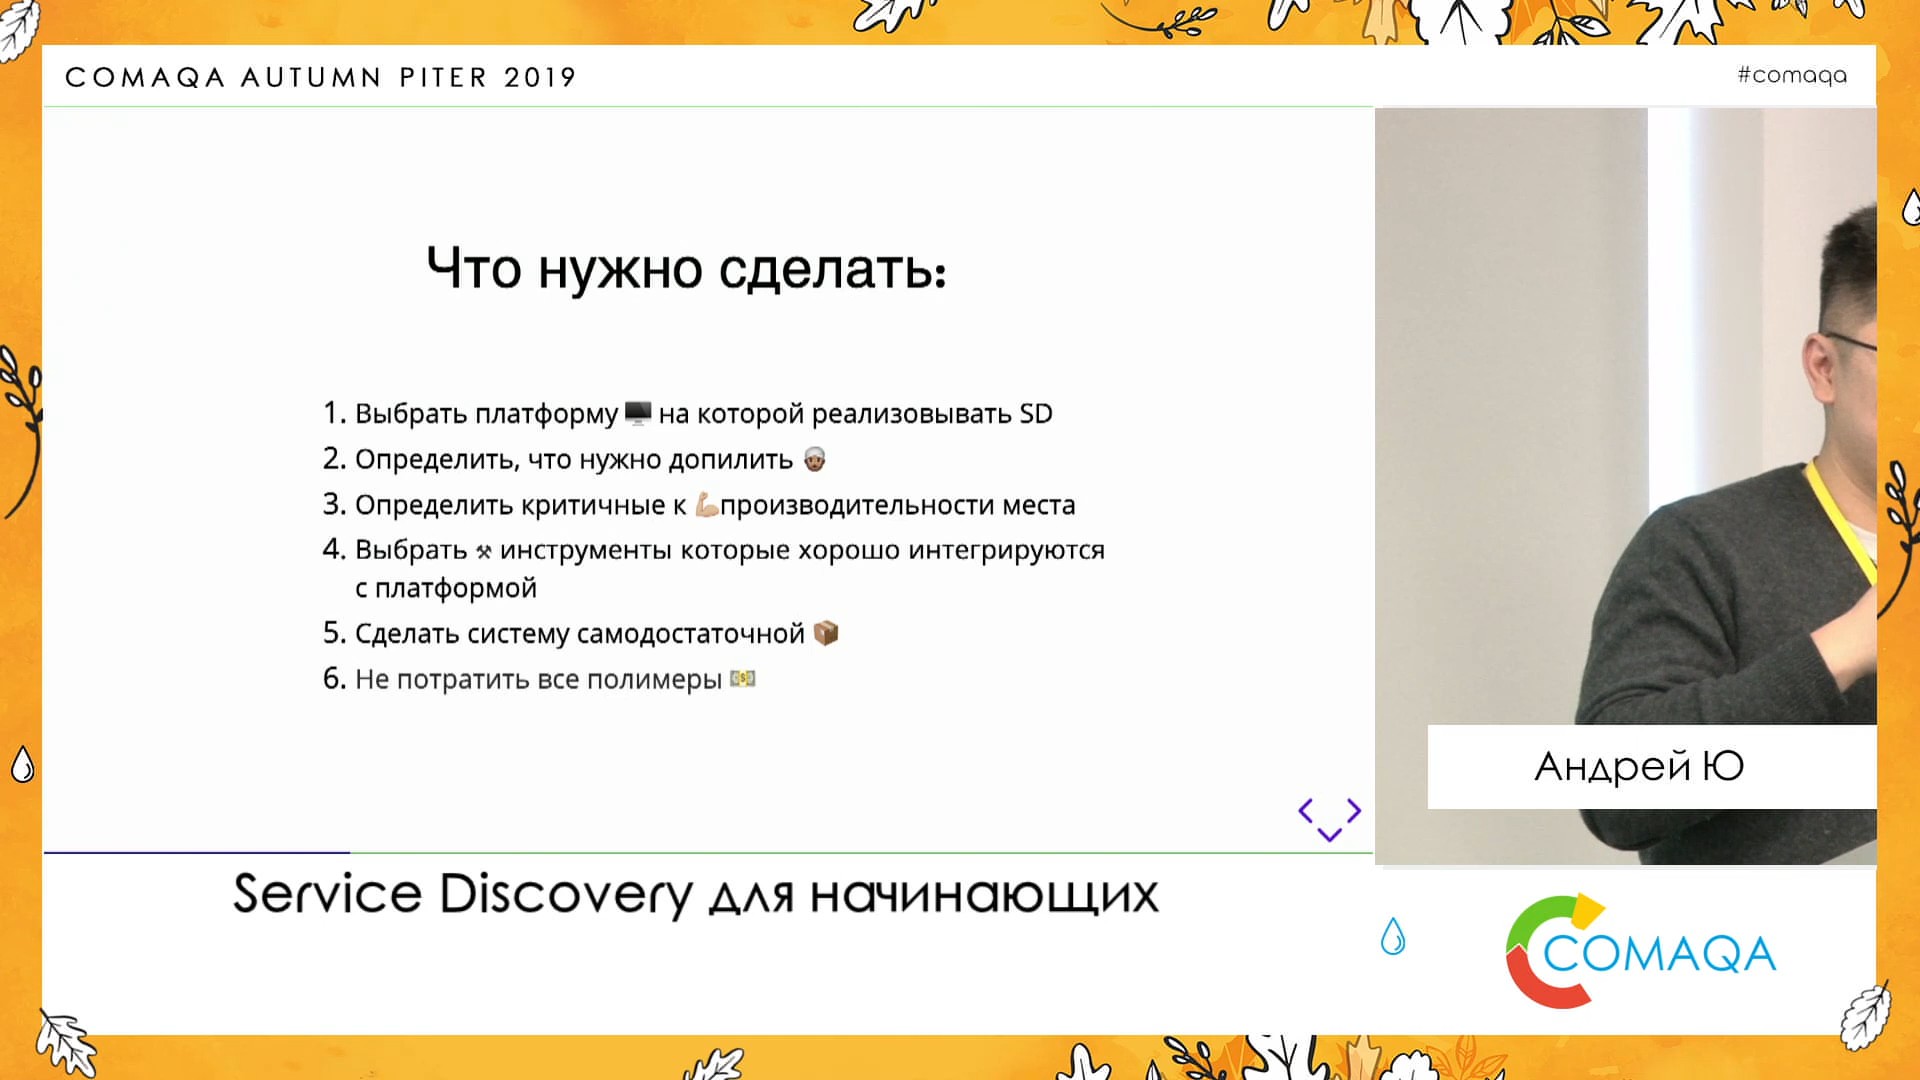 COMAQA AUTUMN PITER 2019
#comaqa
Что нужно сделать:
1. Выбрать платформу 🖥 на которой реализовывать SD
2. Определить, что нужно допилить 👳🏾
3. Определить критичные к 💪🏼производительности места
4. Выбрать ⚒ инструменты которые хорошо интегрируются
с платформой
5. Сделать систему самодостаточной 📦
6. Не потратить все полимеры 💵
Андрей Ю
Service Discovery для начинающих
COMAQA